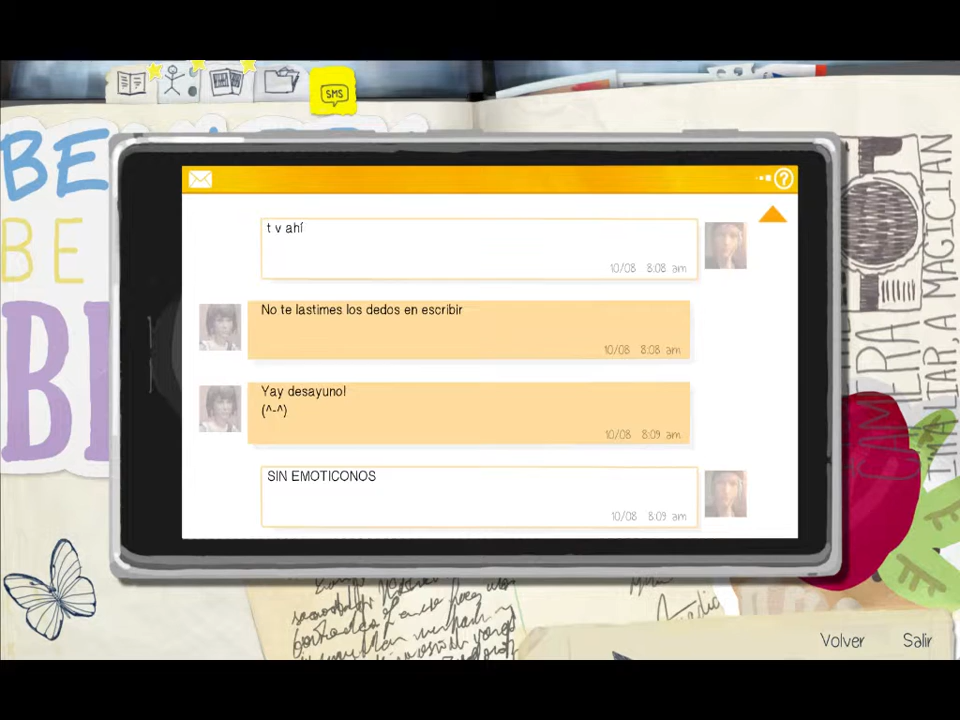 SMS
t v ahí
10/08 8:08 am
No te lastimes los dedos en escribir
10/08 8:08 am
Yay desayuno!
(^-^)
10/08 8:09 am
SIN EMOTICONOS
10/08 8:09 am
BE
BE
CAMERA
A MAGICIAN
Volver
Salir